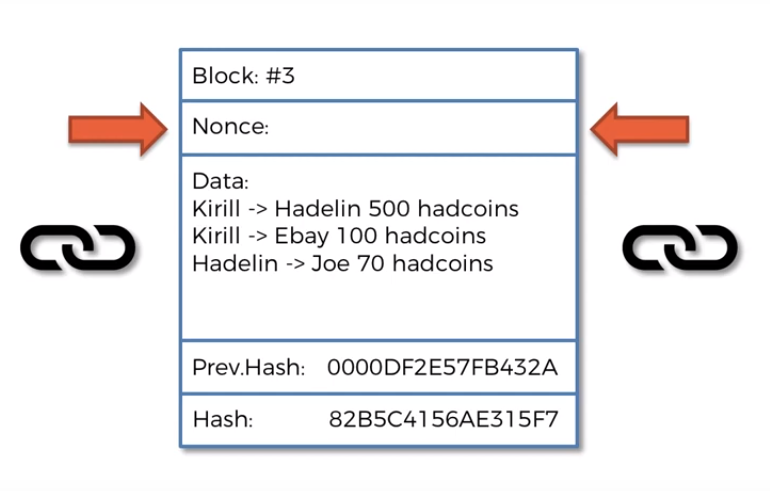 Block: #3
Nonce:
Data:
Kirill -> Hadelin 500 hadcoins
Kirill -> Ebay 100 hadcoins
Hadelin -> Joe 70 hadcoins
Prev.Hash: 0000DF2E57FB432A
Hash: 82B5C4156AE315F7